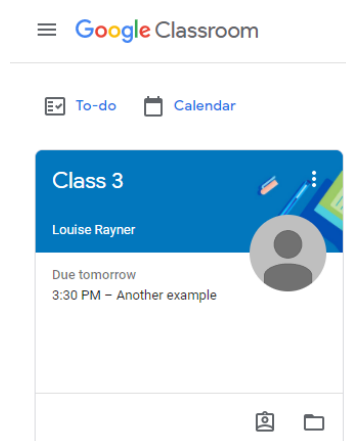 Google Classroom
To-do Calendar
Class 3
Louise Rayner
Due tomorrow
3:30 PM – Another example